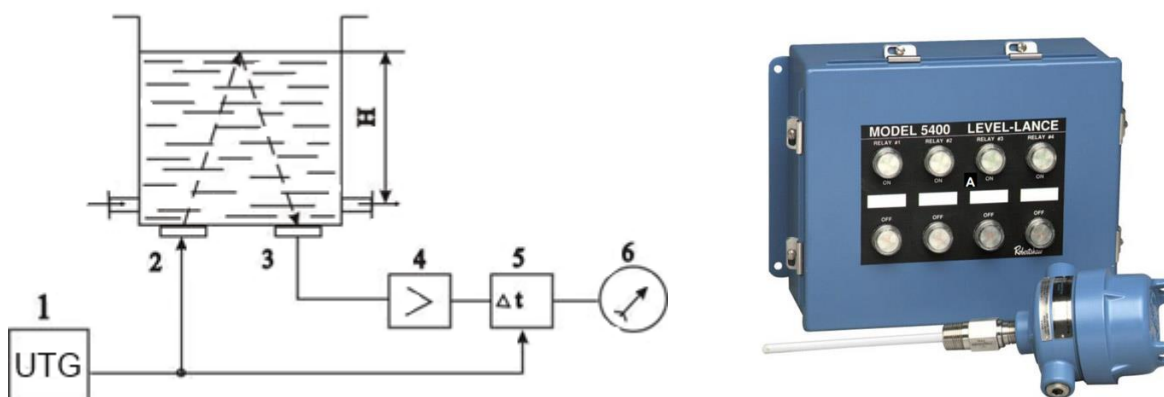 H
2
3
4
5
6
>
Δt
1
UTG
MODEL 5400 LEVEL-LANCE
RELAY #1 RELAY #2 RELAY #3 RELAY #4
ON ON ON ON
A
OFF OFF OFF OFF
Robertshaw